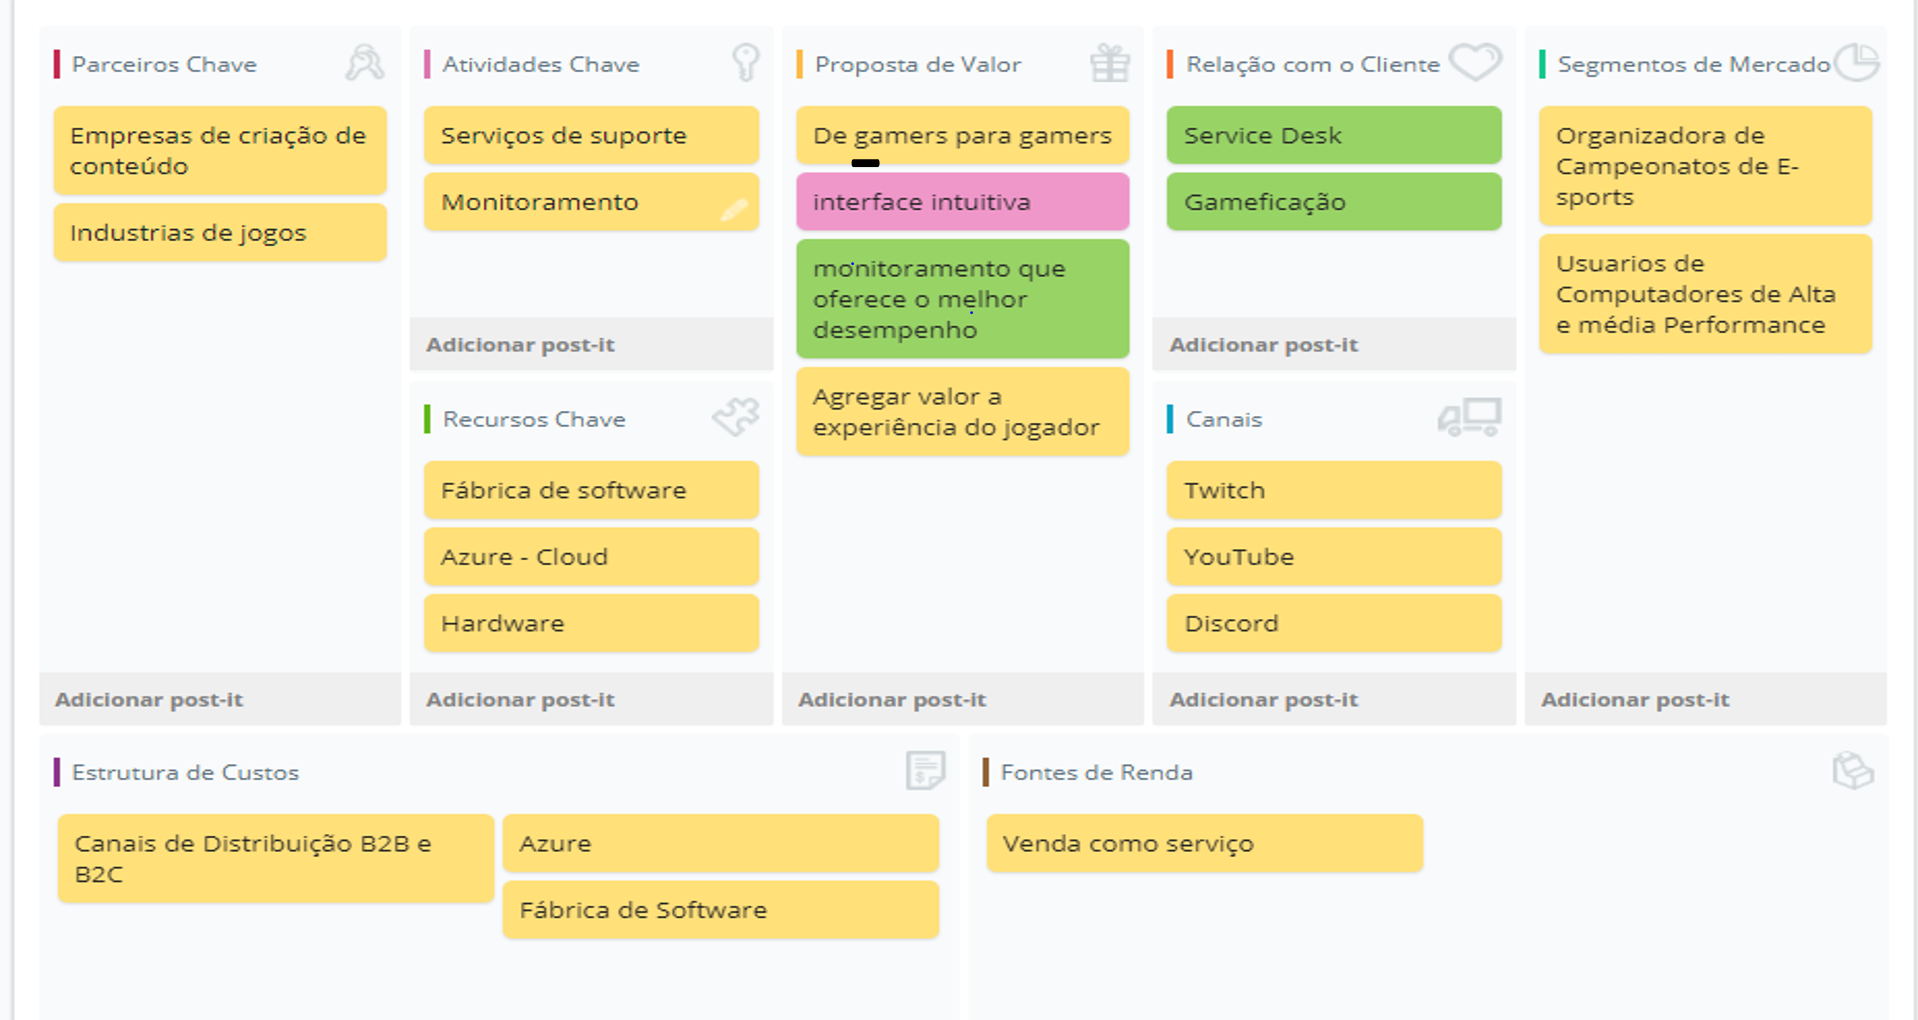 Parceiros Chave
Empresas de criação de
conteúdo
Industrias de jogos
Adicionar post-it
Atividades Chave
Serviços de suporte
Monitoramento
Adicionar post-it
Recursos Chave
Fábrica de software
Azure - Cloud
Hardware
Adicionar post-it
Proposta de Valor
De gamers para gamers
interface intuitiva
monitoramento que
oferece o melhor
desempenho
Agregar valor a
experiência do jogador
Adicionar post-it
Relação com o Cliente
Service Desk
Gameficação
Adicionar post-it
Canais
Twitch
YouTube
Discord
Adicionar post-it
Segmentos de Mercado
Organizadora de
Campeonatos de E-
sports
Usuarios de
Computadores de Alta
e média Performance
Adicionar post-it
Estrutura de Custos
Canais de Distribuição B2B e
B2C
Azure
Fábrica de Software
Fontes de Renda
Venda como serviço